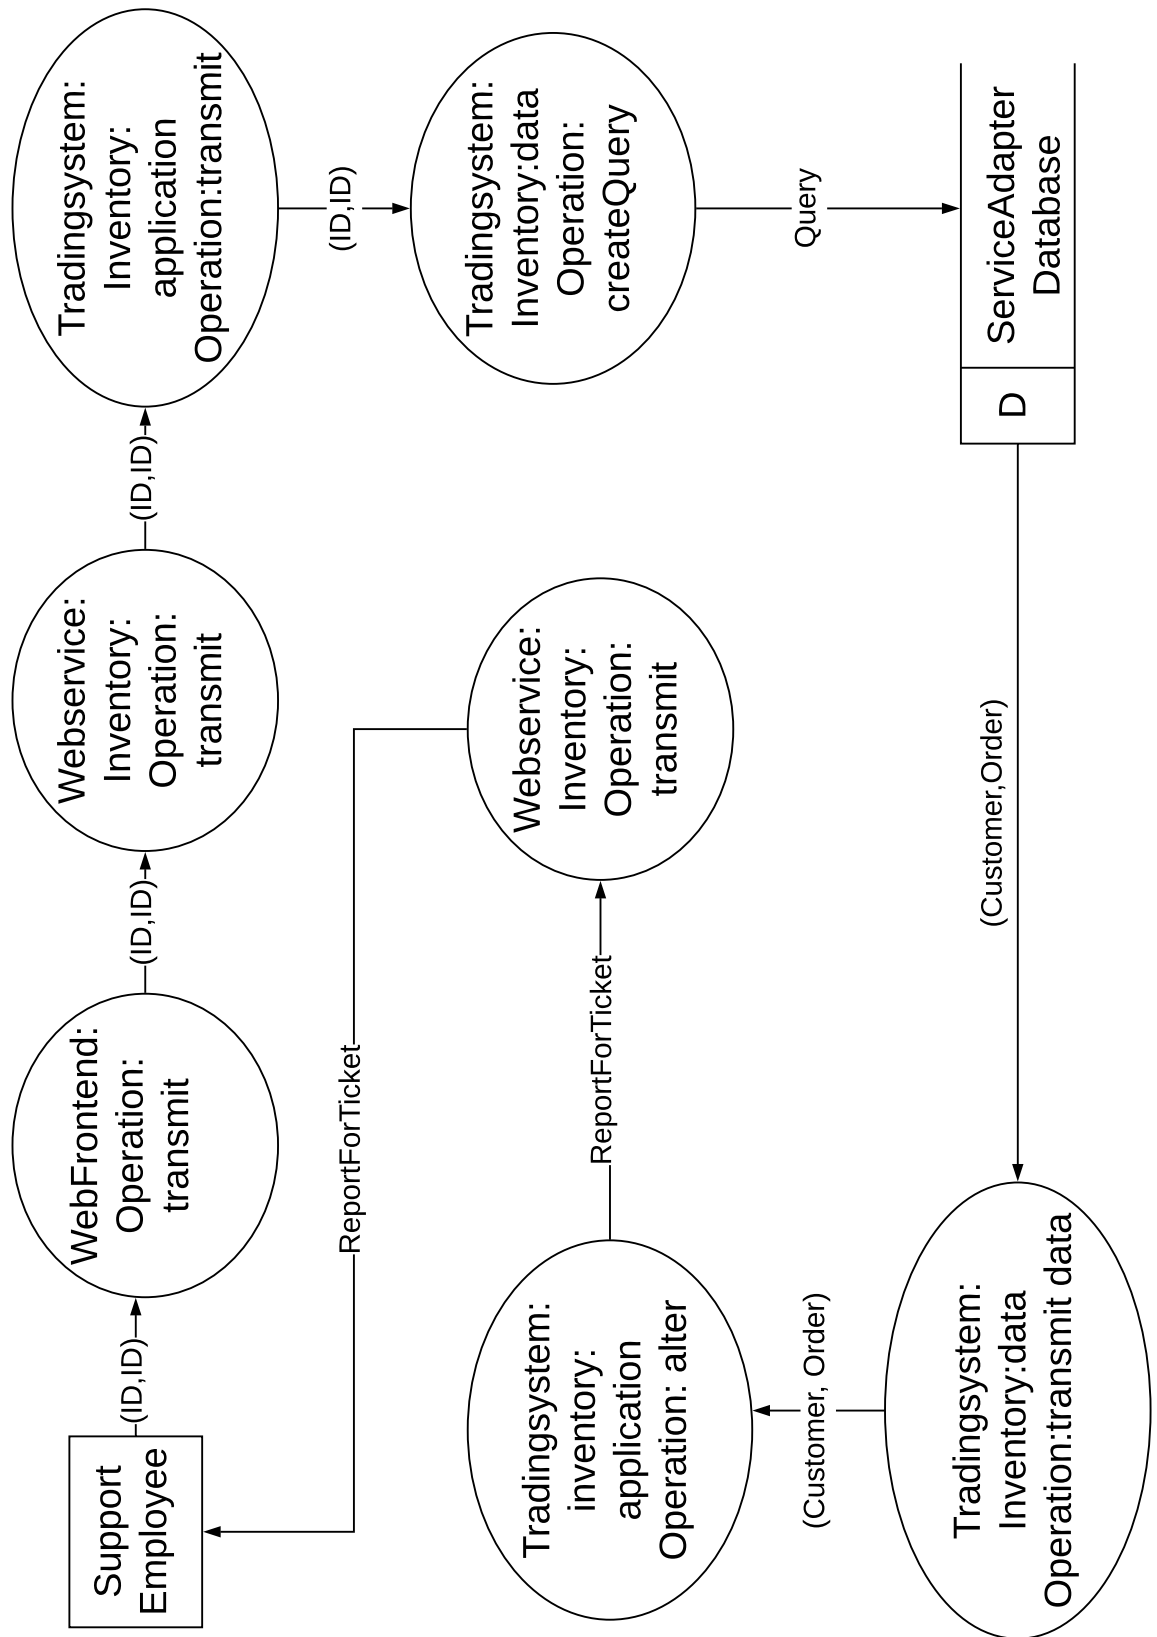 Support
Employee
(ID,ID)
WebFrontend:
Operation:
transmit
(ID,ID)
Webservice:
Inventory:
Operation:
transmit
(ID,ID)
Tradingsystem:
Inventory:
application
Operation:transmit
(ID,ID)
Tradingsystem:
Inventory:data
Operation:
createQuery
Query
D
ServiceAdapter
Database
(Customer,Order)
Tradingsystem:
Inventory:data
Operation:transmit data
(Customer, Order)
Tradingsystem:
inventory:
application
Operation: alter
ReportForTicket
Webservice:
Inventory:
Operation:
transmit
ReportForTicket